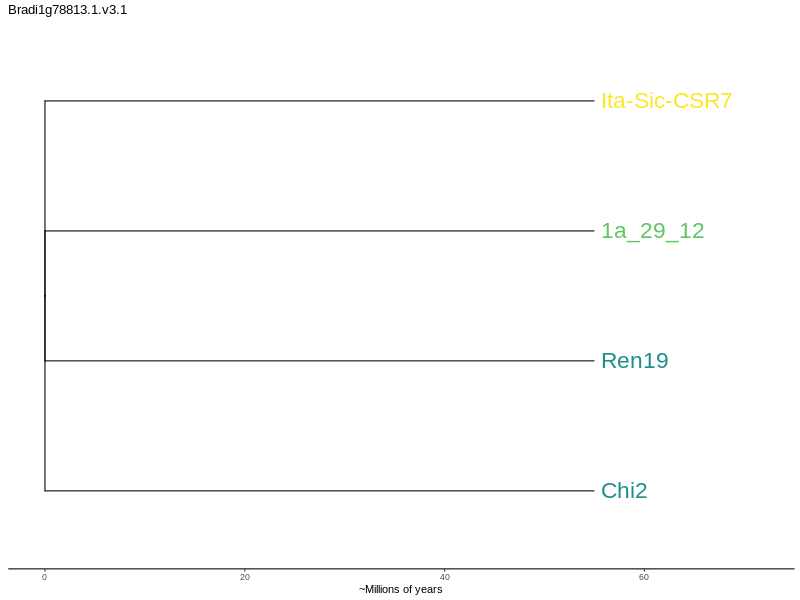 Bradi1g78813.1.v3.1
Ita-Sic-CSR7
1a_29_12
Ren19
Chi2
0 20 40 60
~Millions of years